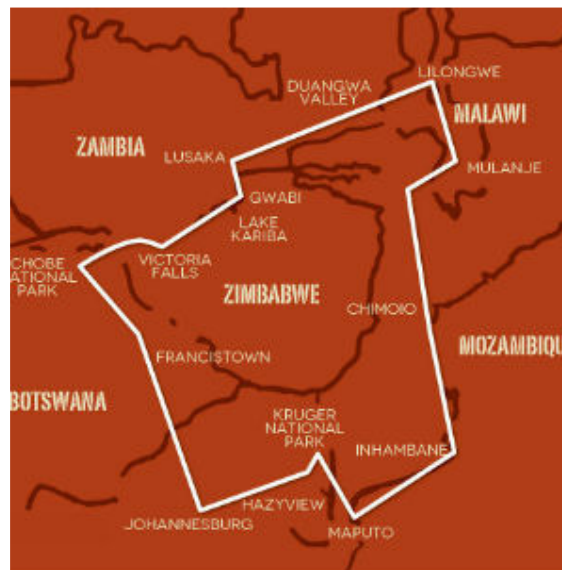 LILONGWE
DUANGWA
VALLEY
MALAWI
ZAMBIA
LUSAKA
MULANJE
GWABI
LAKE
KARIBA
VICTORIA
FALLS
CHOBE
NATIONAL
PARK
ZIMBABWE
CHIMOIO
MOZAMBIQU
FRANCISTOWN
BOTSWANA
KRUGER
NATIONAL
PARK
INHAMBANE
HAZYVIEW
JOHANNESBURG
MAPUTO